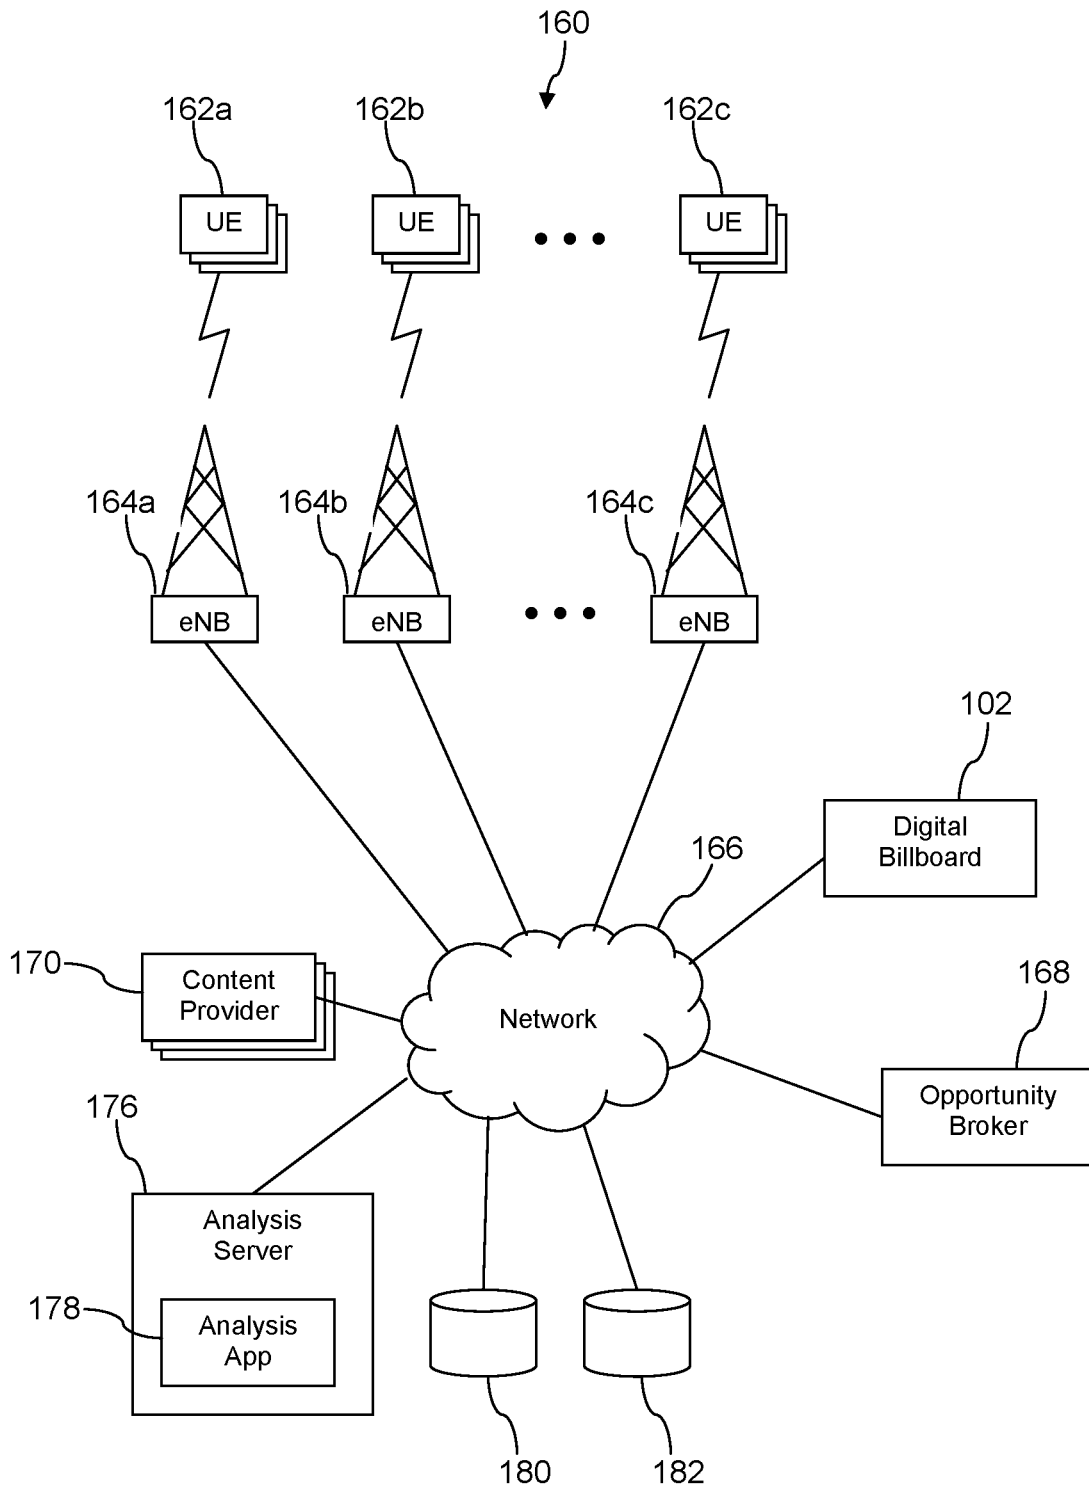 160
162a
162b
162c
UE
UE
UE
164a
164b
164c
eNB
eNB
eNB
102
Digital
Billboard
166
170
Content
Provider
Network
168
Opportunity
Broker
176
Analysis
Server
178
Analysis
App
180
182